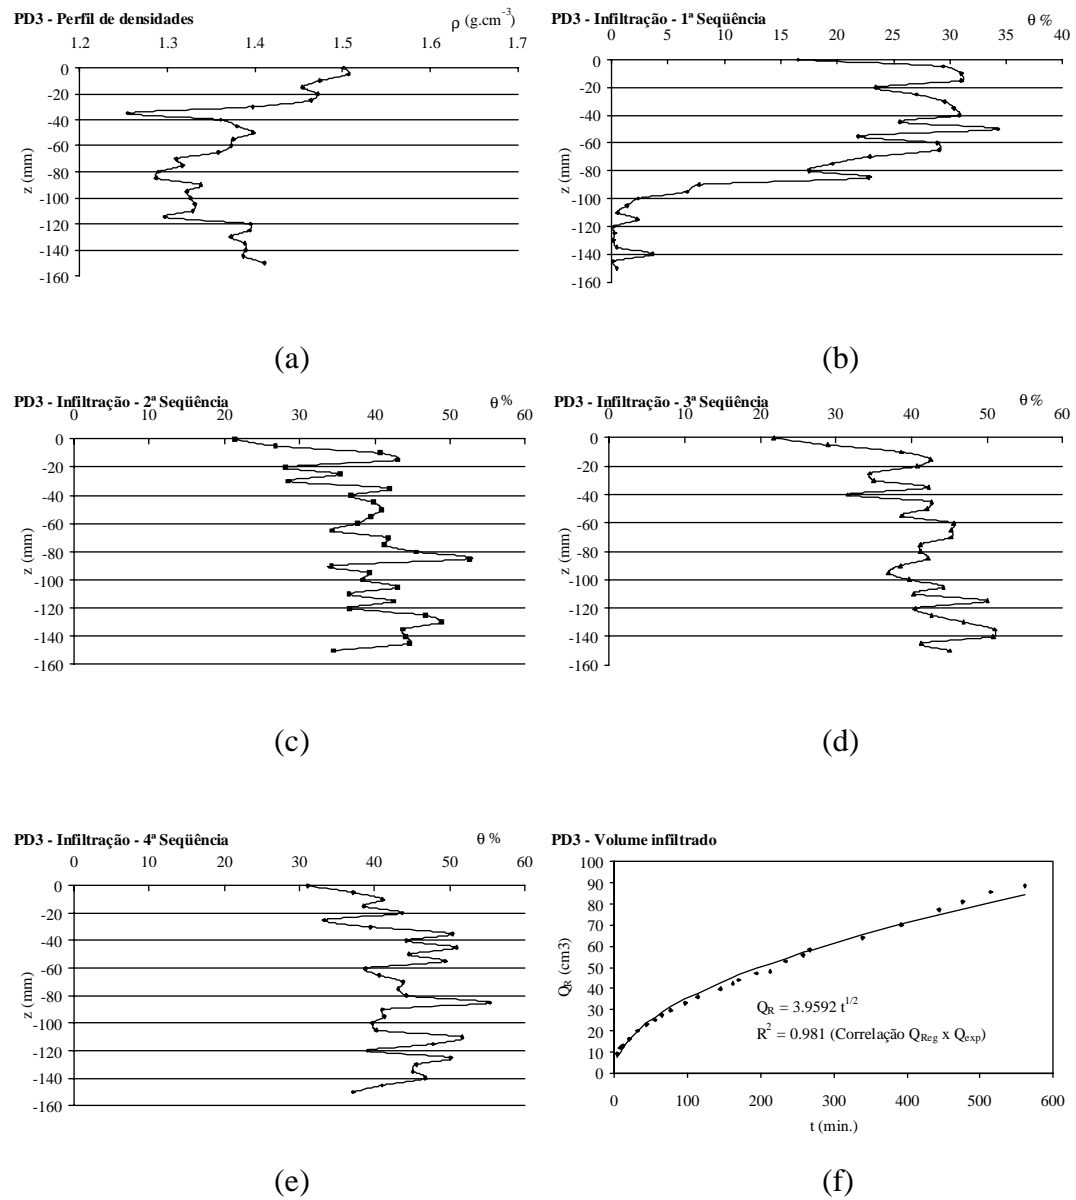 PD3 - Perfil de densidades
ρ (g.cm-3)
1.2 1.3 1.4 1.5 1.6 1.7
0
-20
-40
-60
-80
-100
-120
-140
-160
z (mm)
(a)
PD3 - Infiltração - 1ª Seqüência
θ %
0 5 10 15 20 25 30 35 40
0
-20
-40
-60
-80
-100
-120
-140
-160
z (mm)
(b)
PD3 - Infiltração - 2ª Seqüência
θ %
0 10 20 30 40 50 60
0
-20
-40
-60
-80
-100
-120
-140
-160
z (mm)
(c)
PD3 - Infiltração - 3ª Seqüência
θ %
0 10 20 30 40 50 60
0
-20
-40
-60
-80
-100
-120
-140
-160
z (mm)
(d)
PD3 - Infiltração - 4ª Seqüência
θ %
0 10 20 30 40 50 60
0
-20
-40
-60
-80
-100
-120
-140
-160
z (mm)
(e)
PD3 - Volume infiltrado
100
90
80
70
60
50
40
30
20
10
0
QR (cm3)
QR = 3.9592 t1/2
R2 = 0.981 (Correlação QReg x Qexp)
0 100 200 300 400 500 600
t (min.)
(f)